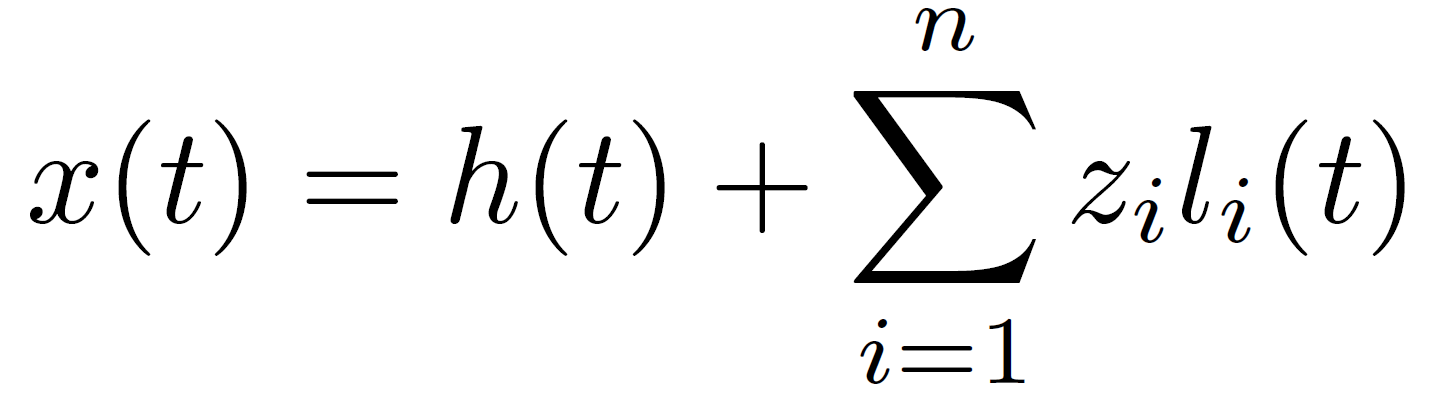 x(t) = h(t) + \sum_{i=1}^{n} z_i l_i(t)